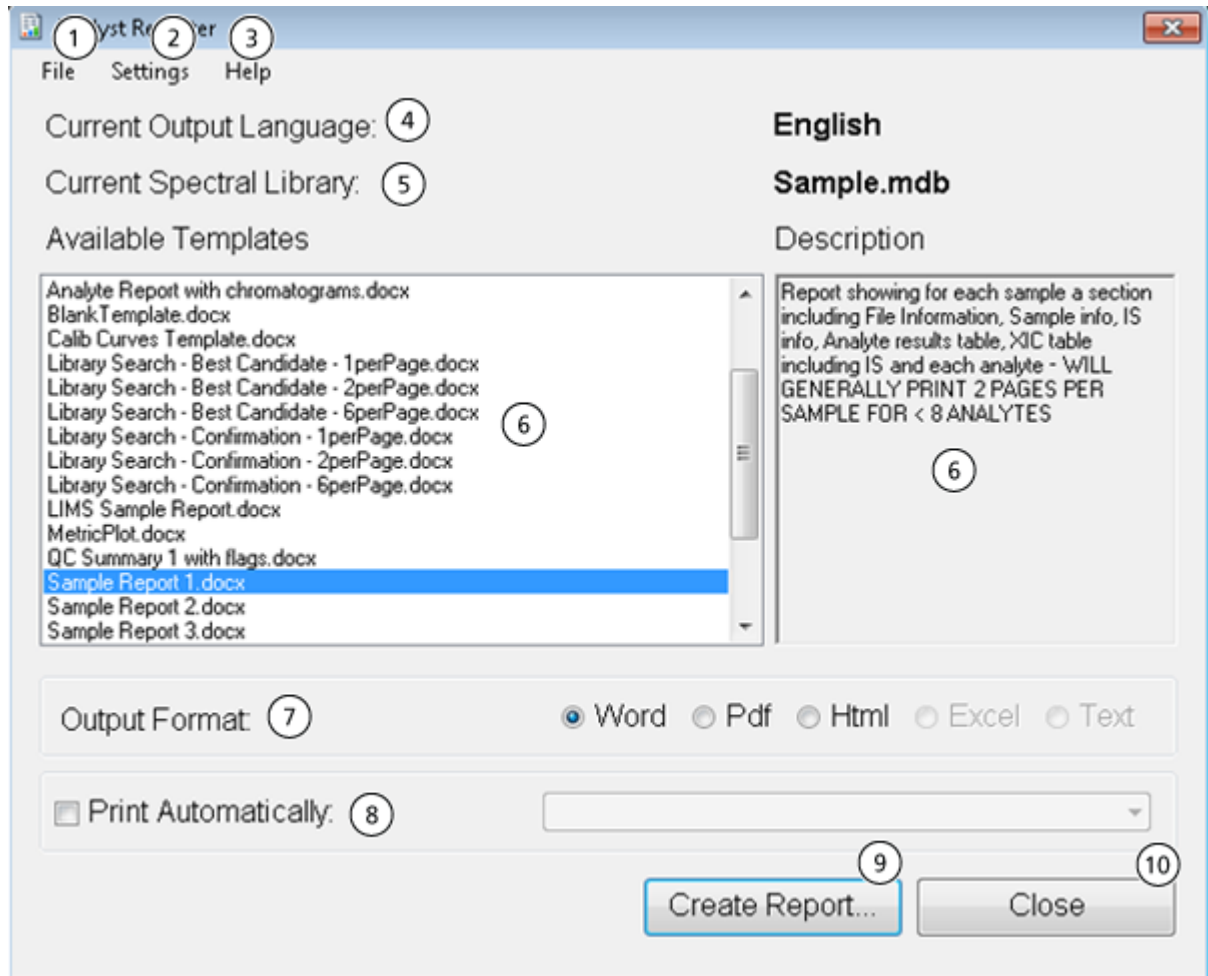 1 2 3
File Settings Help
Current Output Language: 4 English
Current Spectral Library: 5 Sample.mdb
Available Templates Description
Analyte Report with chromatograms.docx
BlankTemplate.docx
Calib Curves Template.docx
Library Search - Best Candidate - 1perPage.docx
Library Search - Best Candidate - 2perPage.docx
Library Search - Best Candidate - 6perPage.docx
Library Search - Confirmation - 1perPage.docx
Library Search - Confirmation - 2perPage.docx
Library Search - Confirmation - 6perPage.docx
LIMS Sample Report.docx
MetricPlot.docx
QC Summary 1 with flags.docx
Sample Report 1.docx
Sample Report 2.docx
Sample Report 3.docx
6
Report showing for each sample a section
including File Information, Sample info, IS
info, Analyte results table, XIC table
including IS and each analyte - WILL
GENERALLY PRINT 2 PAGES PER
SAMPLE FOR < 8 ANALYTES
6
Output Format: 7 Word Pdf Html Excel Text
Print Automatically: 8
9 10
Create Report... Close